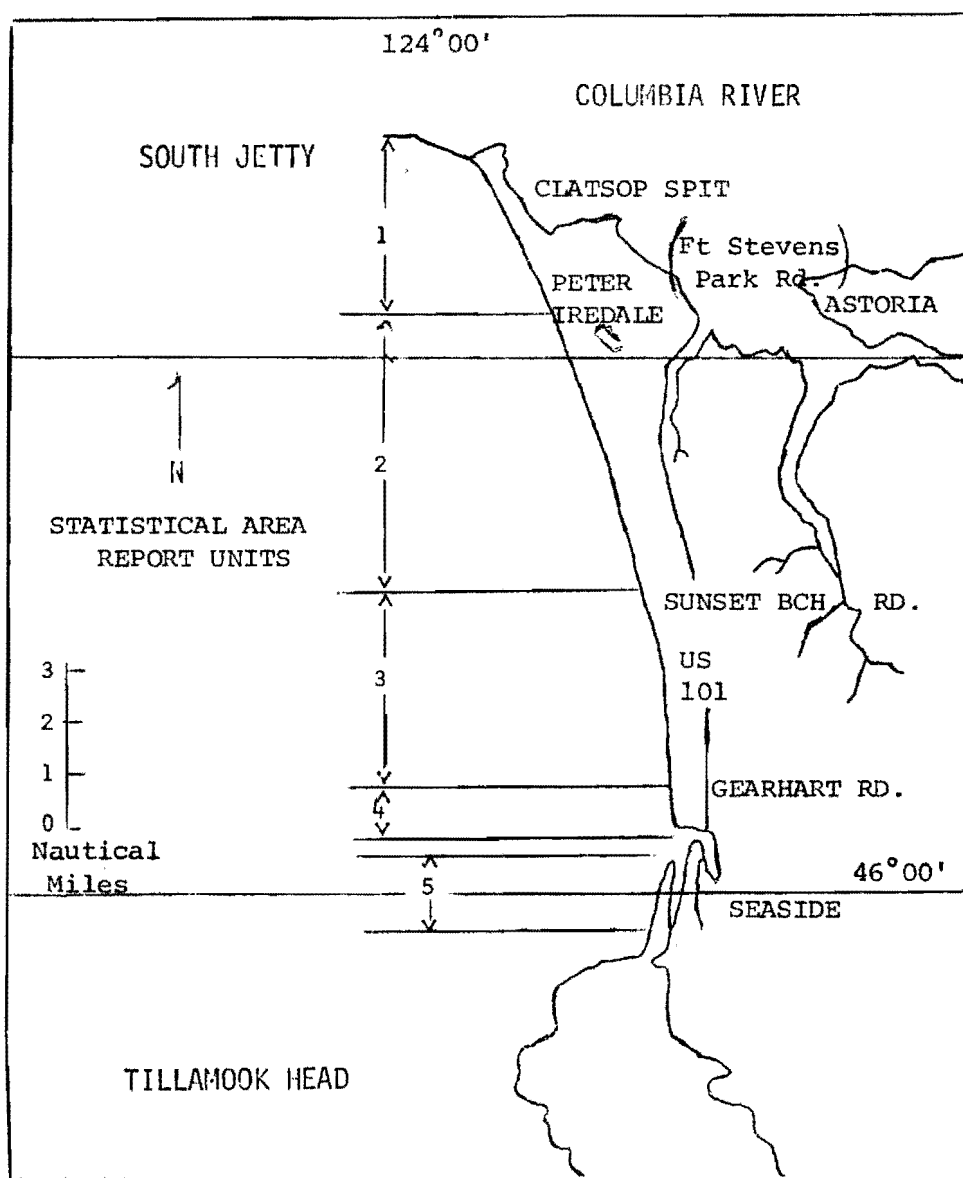 124°00'
COLUMBIA RIVER
SOUTH JETTY
CLATSOP SPIT
(Ft Stevens
Park Rd.)
1
PETER
IREDALE
ASTORIA
N
2
STATISTICAL AREA
REPORT UNITS
SUNSET BCH RD.
US
101
3
3
2
1
0
Nautical
Miles
GEARHART RD.
4
46°00'
5
SEASIDE
TILLAMOOK HEAD